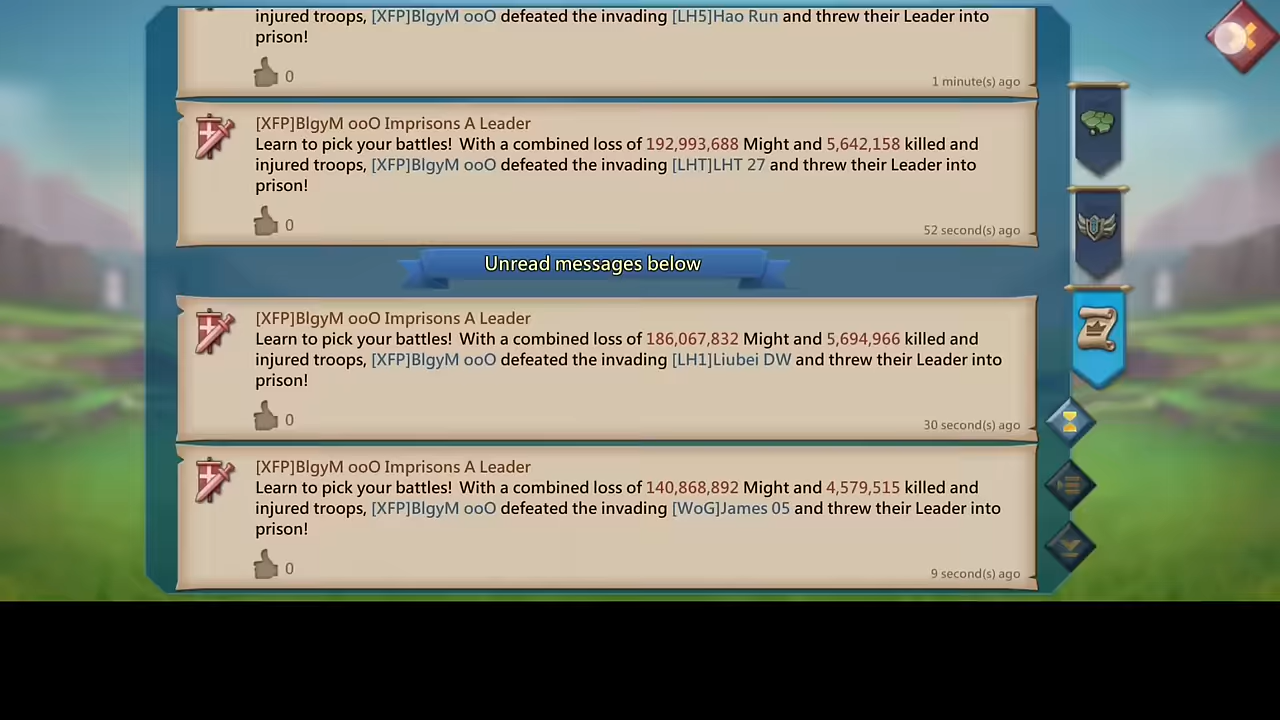 injured troops, [XFP]BlgyM ooO defeated the invading [LH5]Hao Run and threw their Leader into
prison!
0
1 minute(s) ago
[XFP]BlgyM ooO Imprisons A Leader
Learn to pick your battles! With a combined loss of 192,993,688 Might and 5,642,158 killed and
injured troops, [XFP]BlgyM ooO defeated the invading [LHT]LHT 27 and threw their Leader into
prison!
0
52 second(s) ago
Unread messages below
[XFP]BlgyM ooO Imprisons A Leader
Learn to pick your battles! With a combined loss of 186,067,832 Might and 5,694,966 killed and
injured troops, [XFP]BlgyM ooO defeated the invading [LH1]Liubei DW and threw their Leader into
prison!
0
30 second(s) ago
[XFP]BlgyM ooO Imprisons A Leader
Learn to pick your battles! With a combined loss of 140,868,892 Might and 4,579,515 killed and
injured troops, [XFP]BlgyM ooO defeated the invading [WoG]James 05 and threw their Leader into
prison!
0
9 second(s) ago